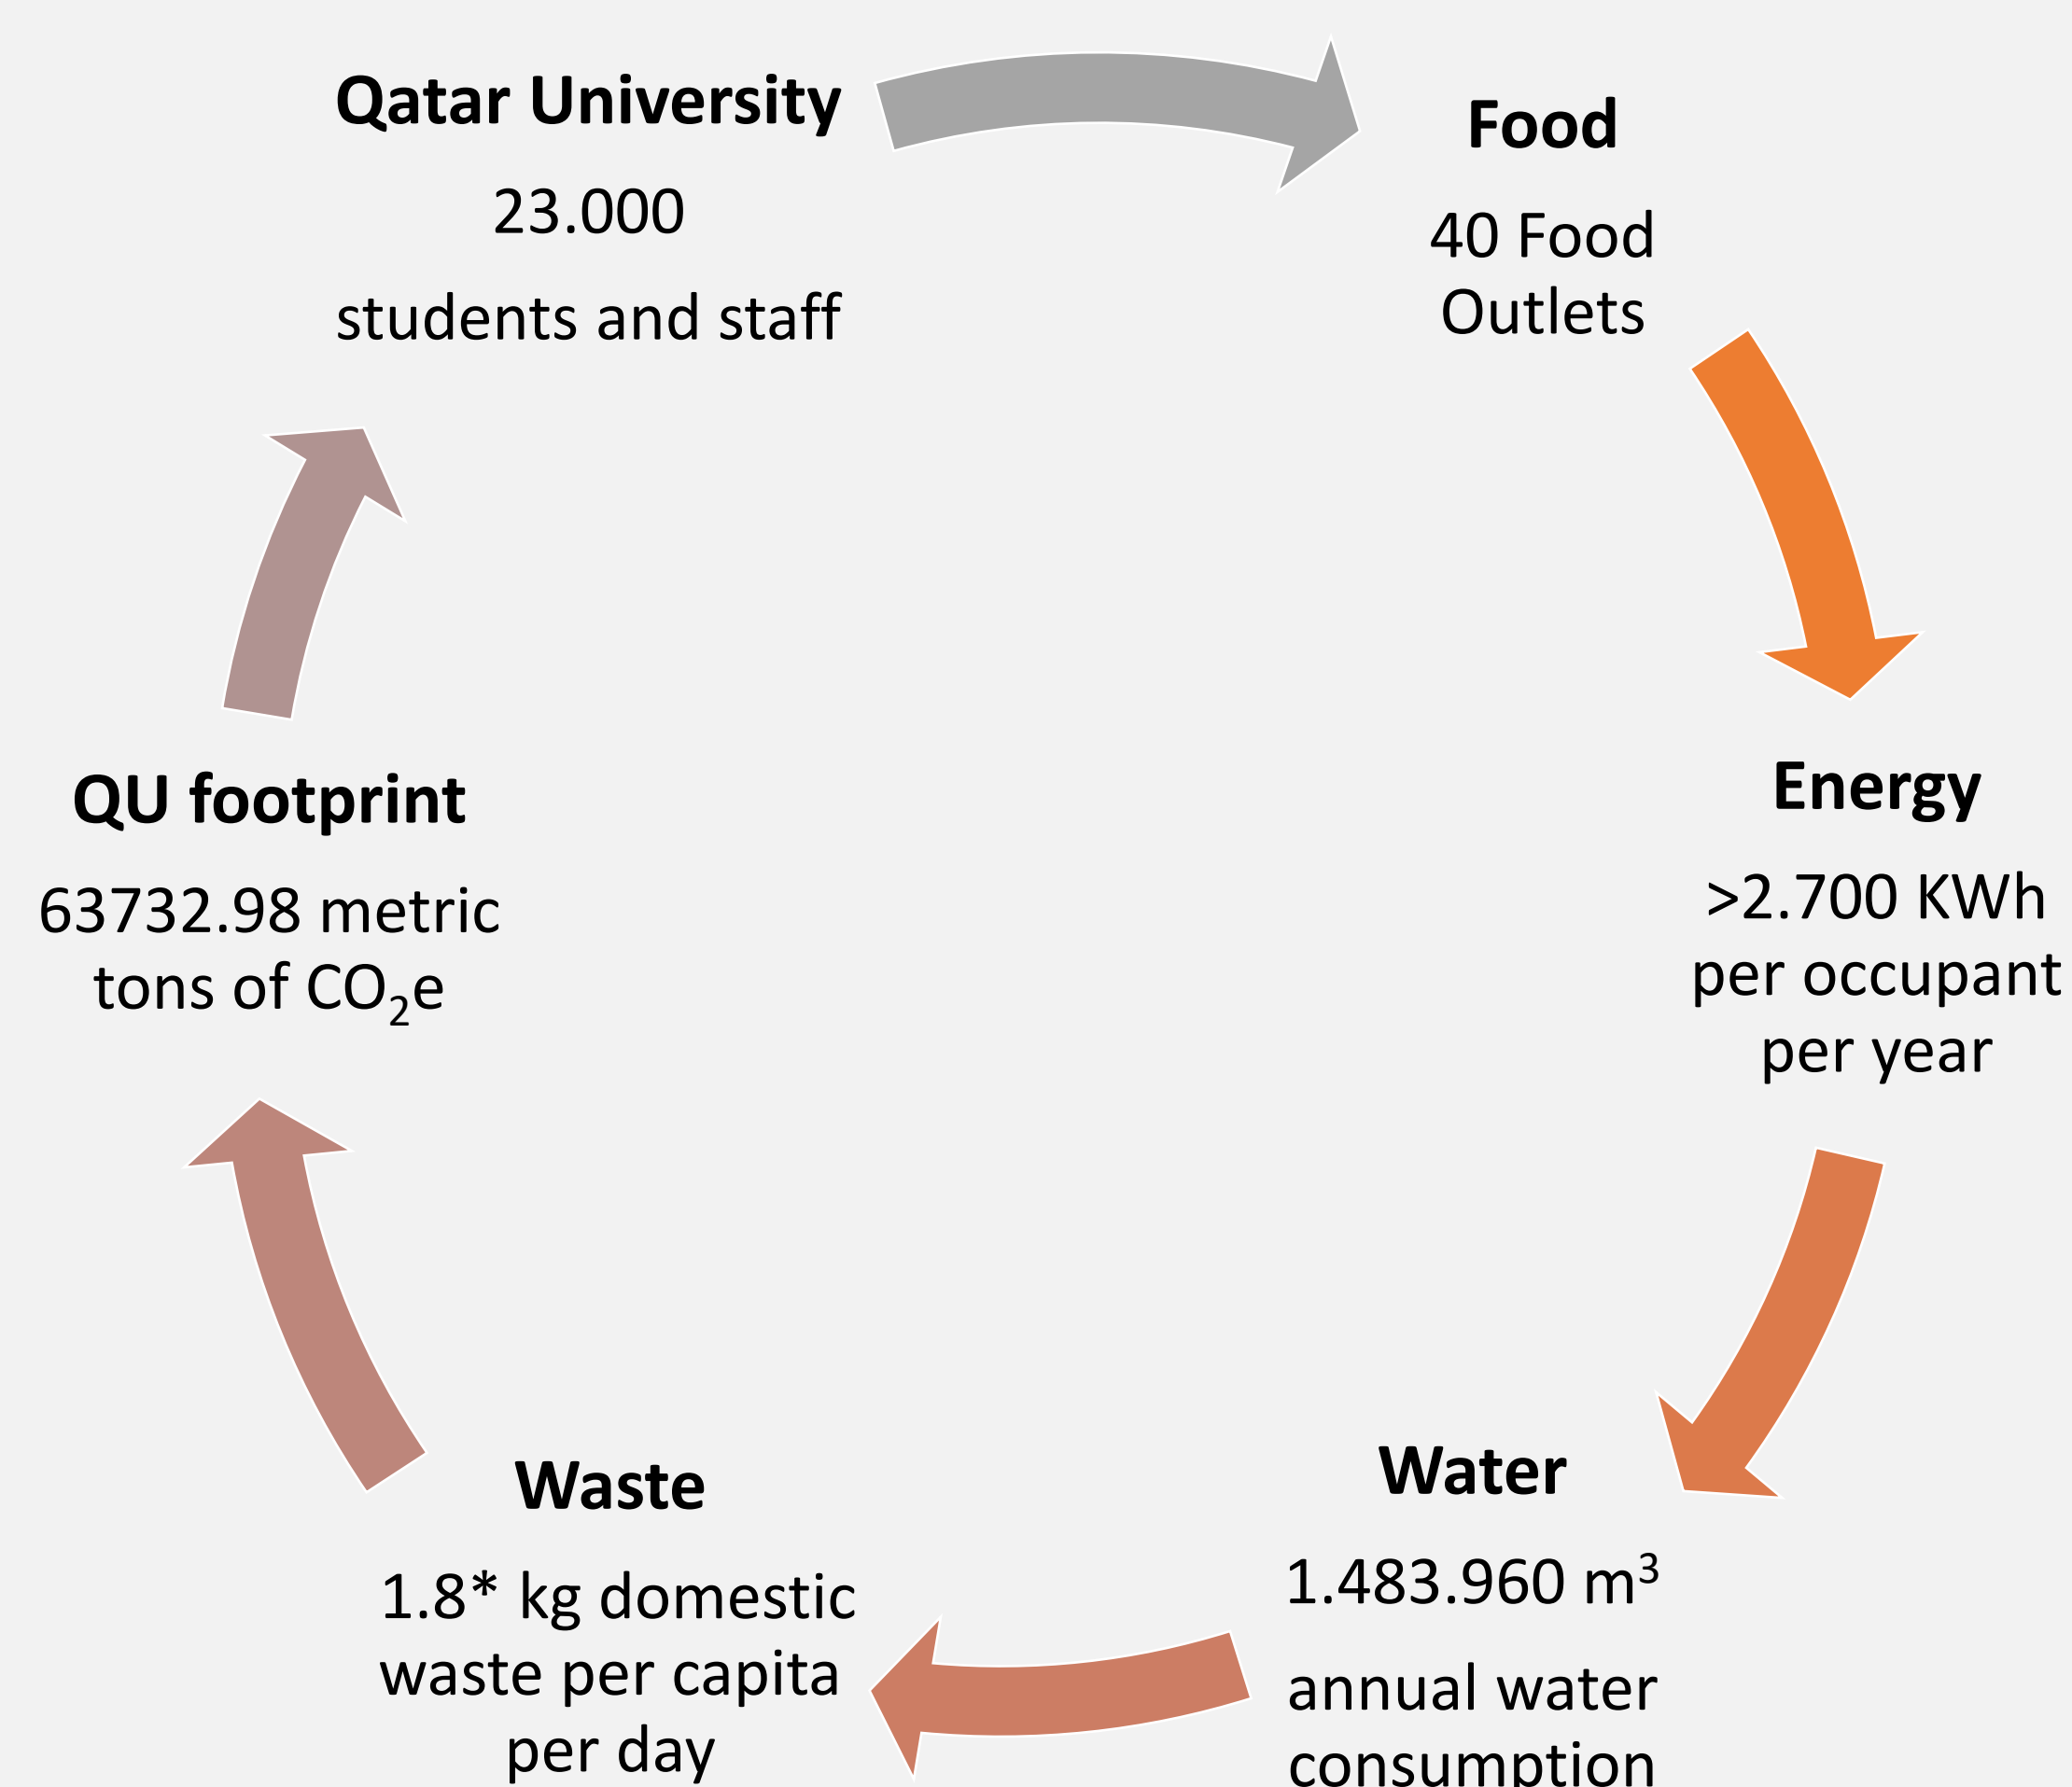 Qatar University
23.000
students and staff
Food
40 Food
Outlets
Energy
>2.700 KWh
per occupant
per year
Water
1.483.960 m³
annual water
consumption
Waste
1.8* kg domestic
waste per capita
per day
QU footprint
63732.98 metric
tons of CO₂e